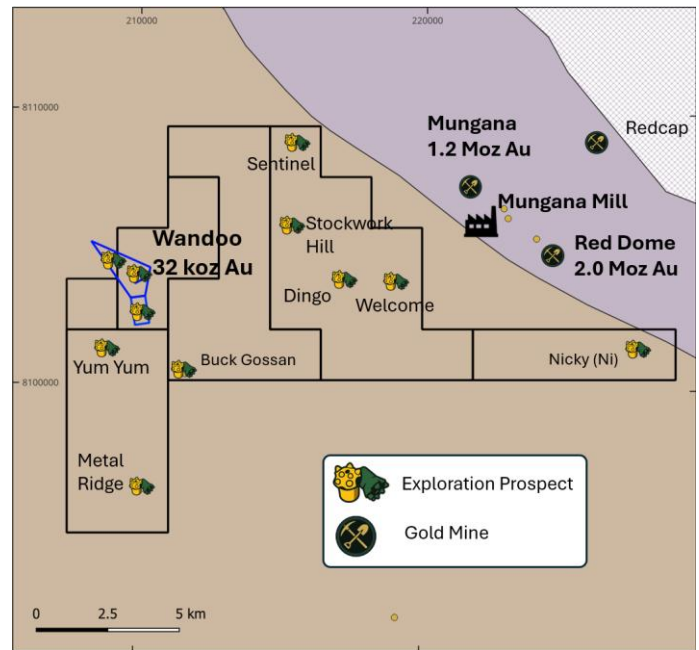 210000
220000
8110000
Mungana
1.2 Moz Au
Redcap
Sentinel
Mungana Mill
Stockwork
Hill
Wandoo
32 koz Au
Red Dome
2.0 Moz Au
Dingo
Welcome
Yum Yum
Buck Gossan
Nicky (Ni)
8100000
Metal
Ridge
Exploration Prospect
Gold Mine
0
2.5
5 km